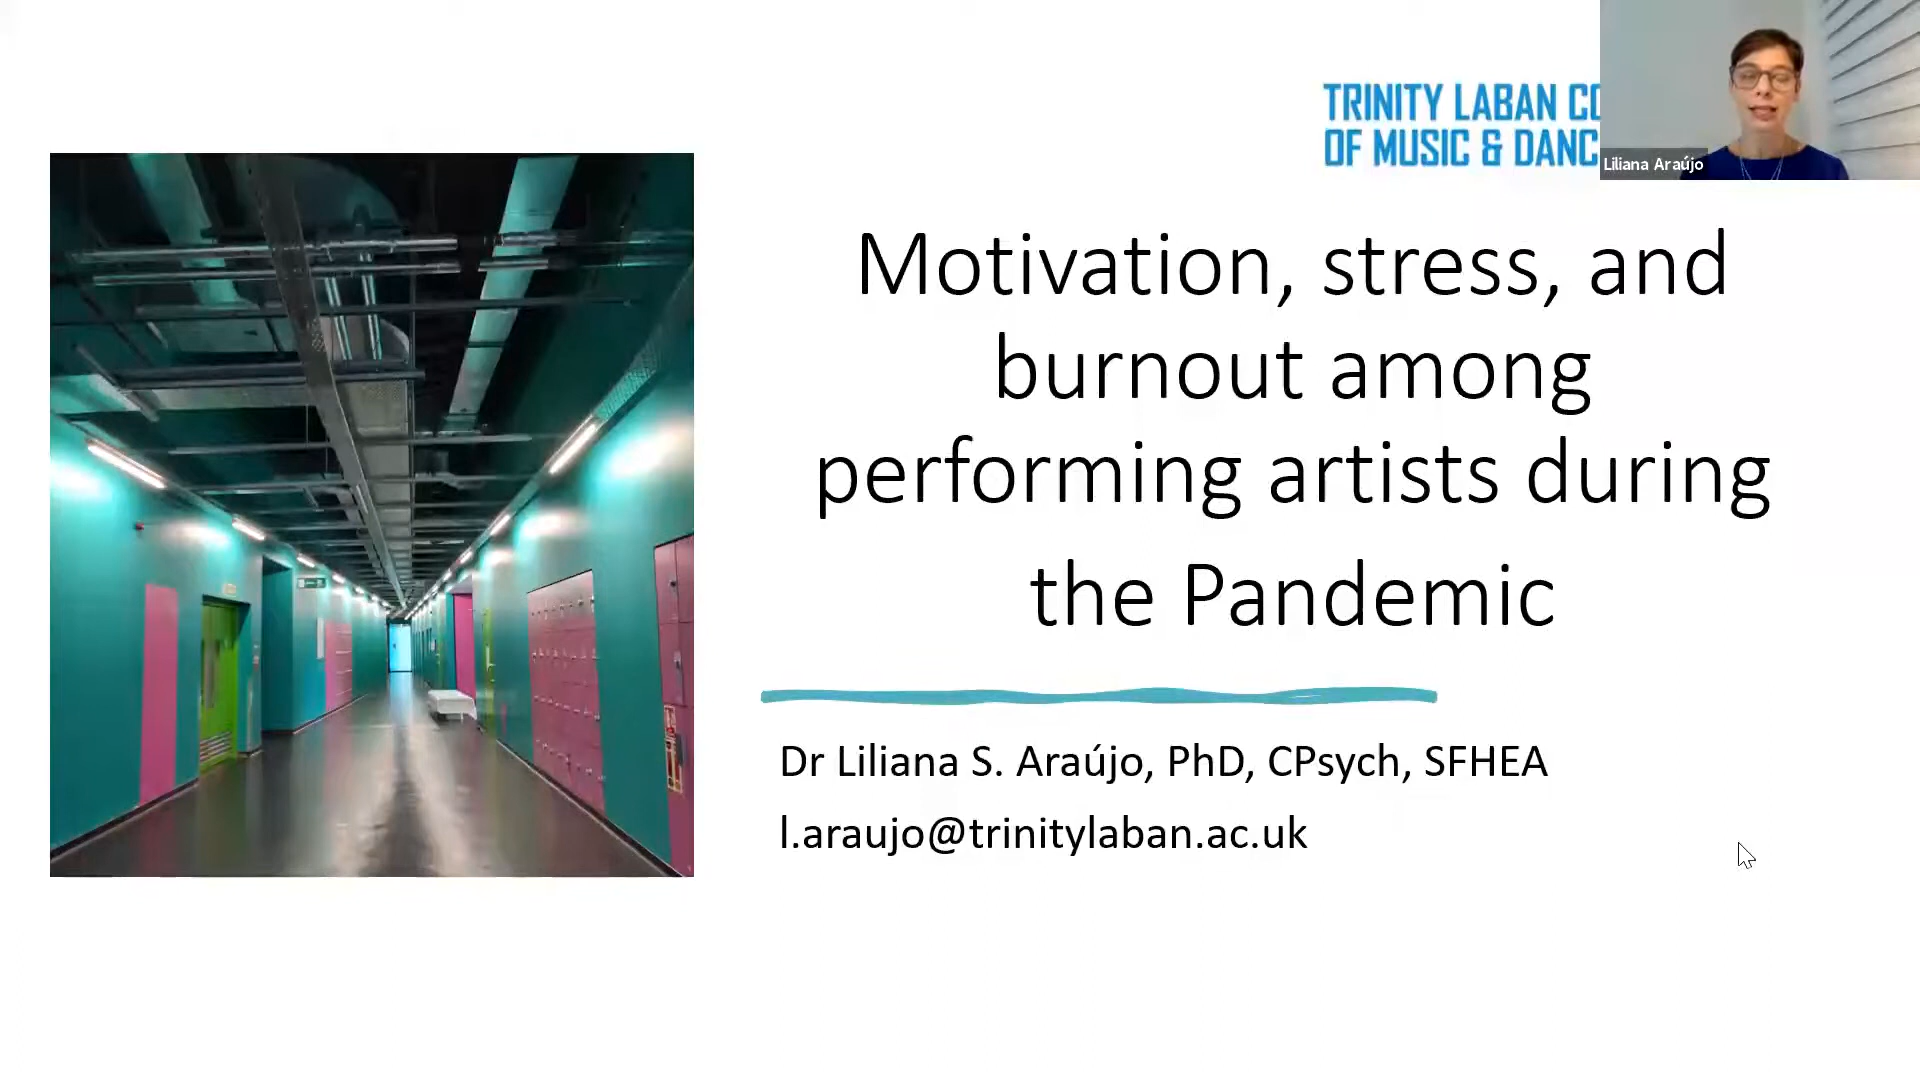 TRINITY LABAN
OF MUSIC & DANC
Liliana Araújo
Motivation, stress, and
burnout among
performing artists during
the Pandemic
Dr Liliana S. Araújo, PhD, CPsych, SFHEA
l.araujo@trinitylaban.ac.uk